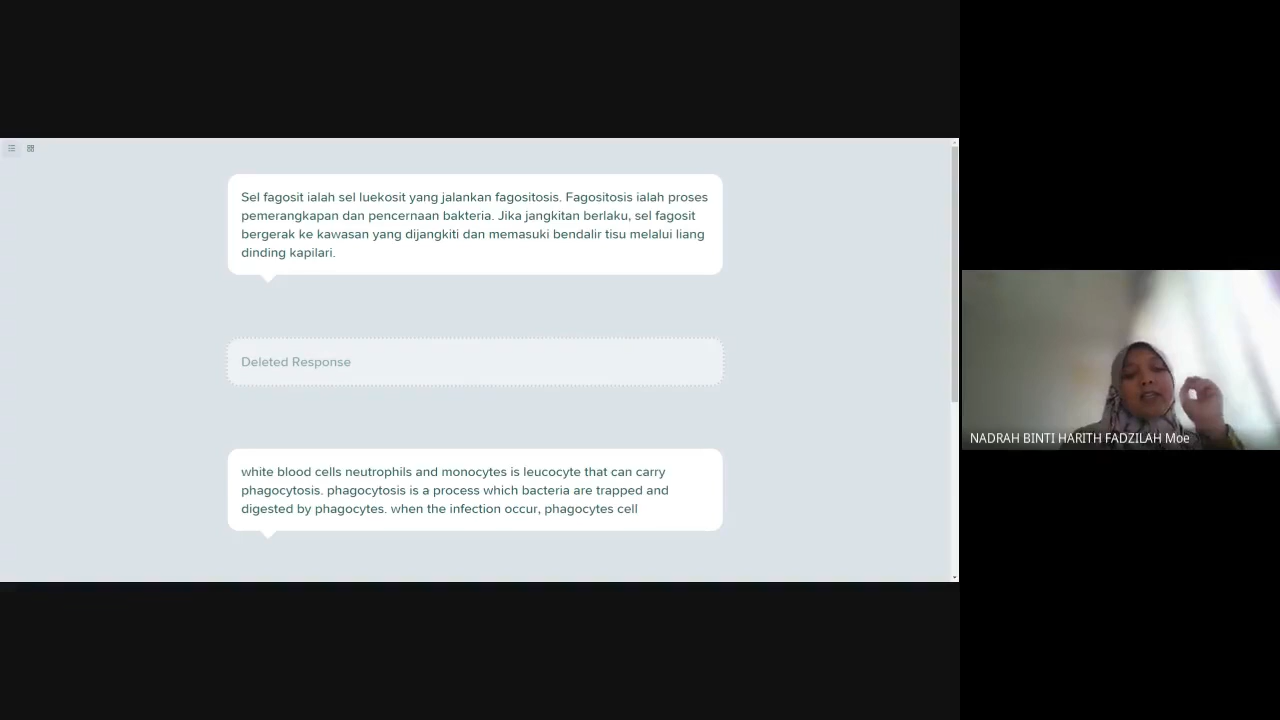 Sel fagosit ialah sel luekosit yang jalankan fagositosis. Fagositosis ialah proses
pemerangkapan dan pencernaan bakteria. Jika jangkitan berlaku, sel fagosit
bergerak ke kawasan yang dijangkiti dan memasuki bendalir tisu melalui liang
dinding kapilari.
Deleted Response
white blood cells neutrophils and monocytes is leucocyte that can carry
phagocytosis. phagocytosis is a process which bacteria are trapped and
digested by phagocytes. when the infection occur, phagocytes cell
NADRAH BINTI HARITH FADZILAH Moe